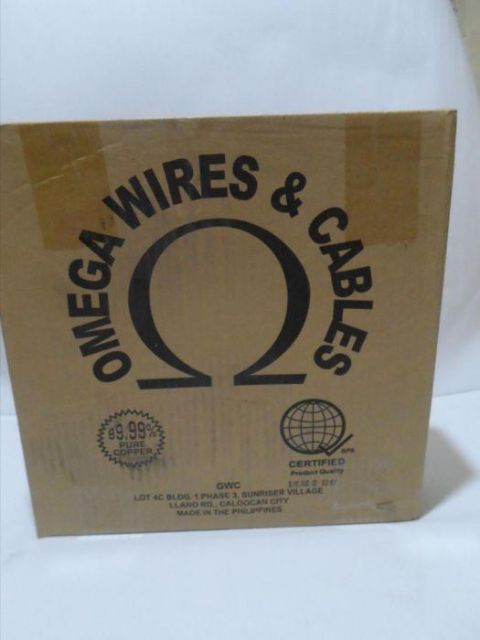 OMEGA WIRES & CABLES
Ω
99.99%
PURE
COPPER
BPS
CERTIFIED
Product Quality
GWC
LOT 4C BLDG. 1 PHASE 3, SUNRISER VILLAGE
LLANO RD., CALOOCAN CITY
MADE IN THE PHILIPPINES